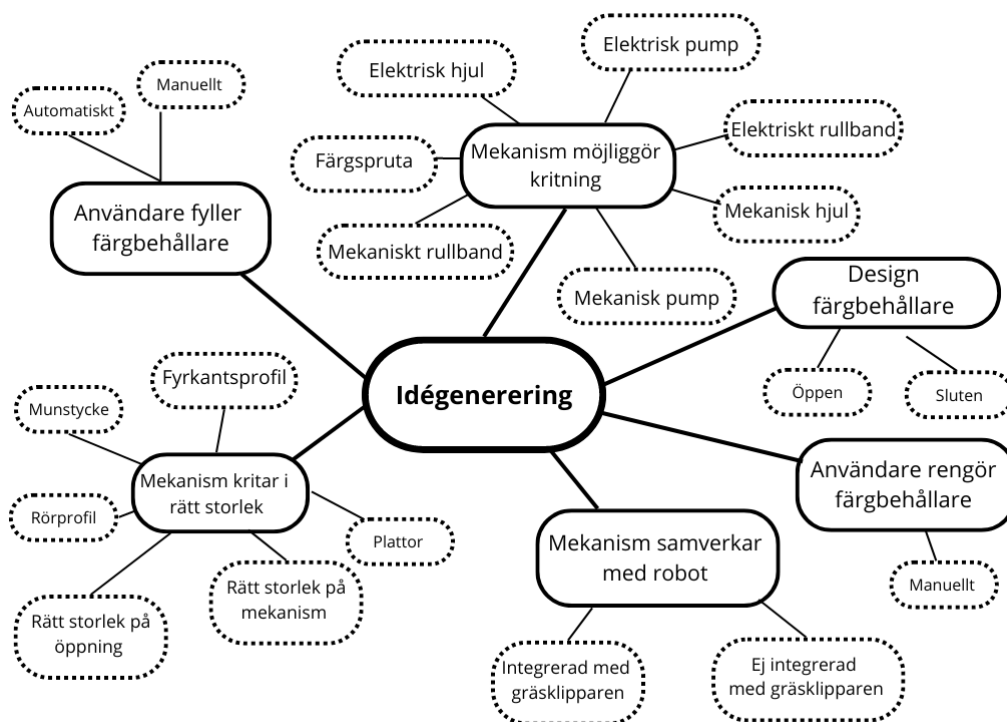 Elektrisk pump
Elektrisk hjul
Manuellt
Automatiskt
Elektriskt rullband
Mekanism möjliggör
kritning
Färgspruta
Mekanisk hjul
Användare fyller
färgbehållare
Mekaniskt rullband
Mekanisk pump
Design
färgbehållare
Öppen
Sluten
Idégenerering
Fyrkantsprofil
Munstycke
Mekanism kritar i
rätt storlek
Rörprofil
Plattor
Rätt storlek på
mekanism
Rätt storlek på
öppning
Användare rengör
färgbehållare
Manuellt
Mekanism samverkar
med robot
Integrerad med
gräsklipparen
Ej integrerad
med gräsklipparen